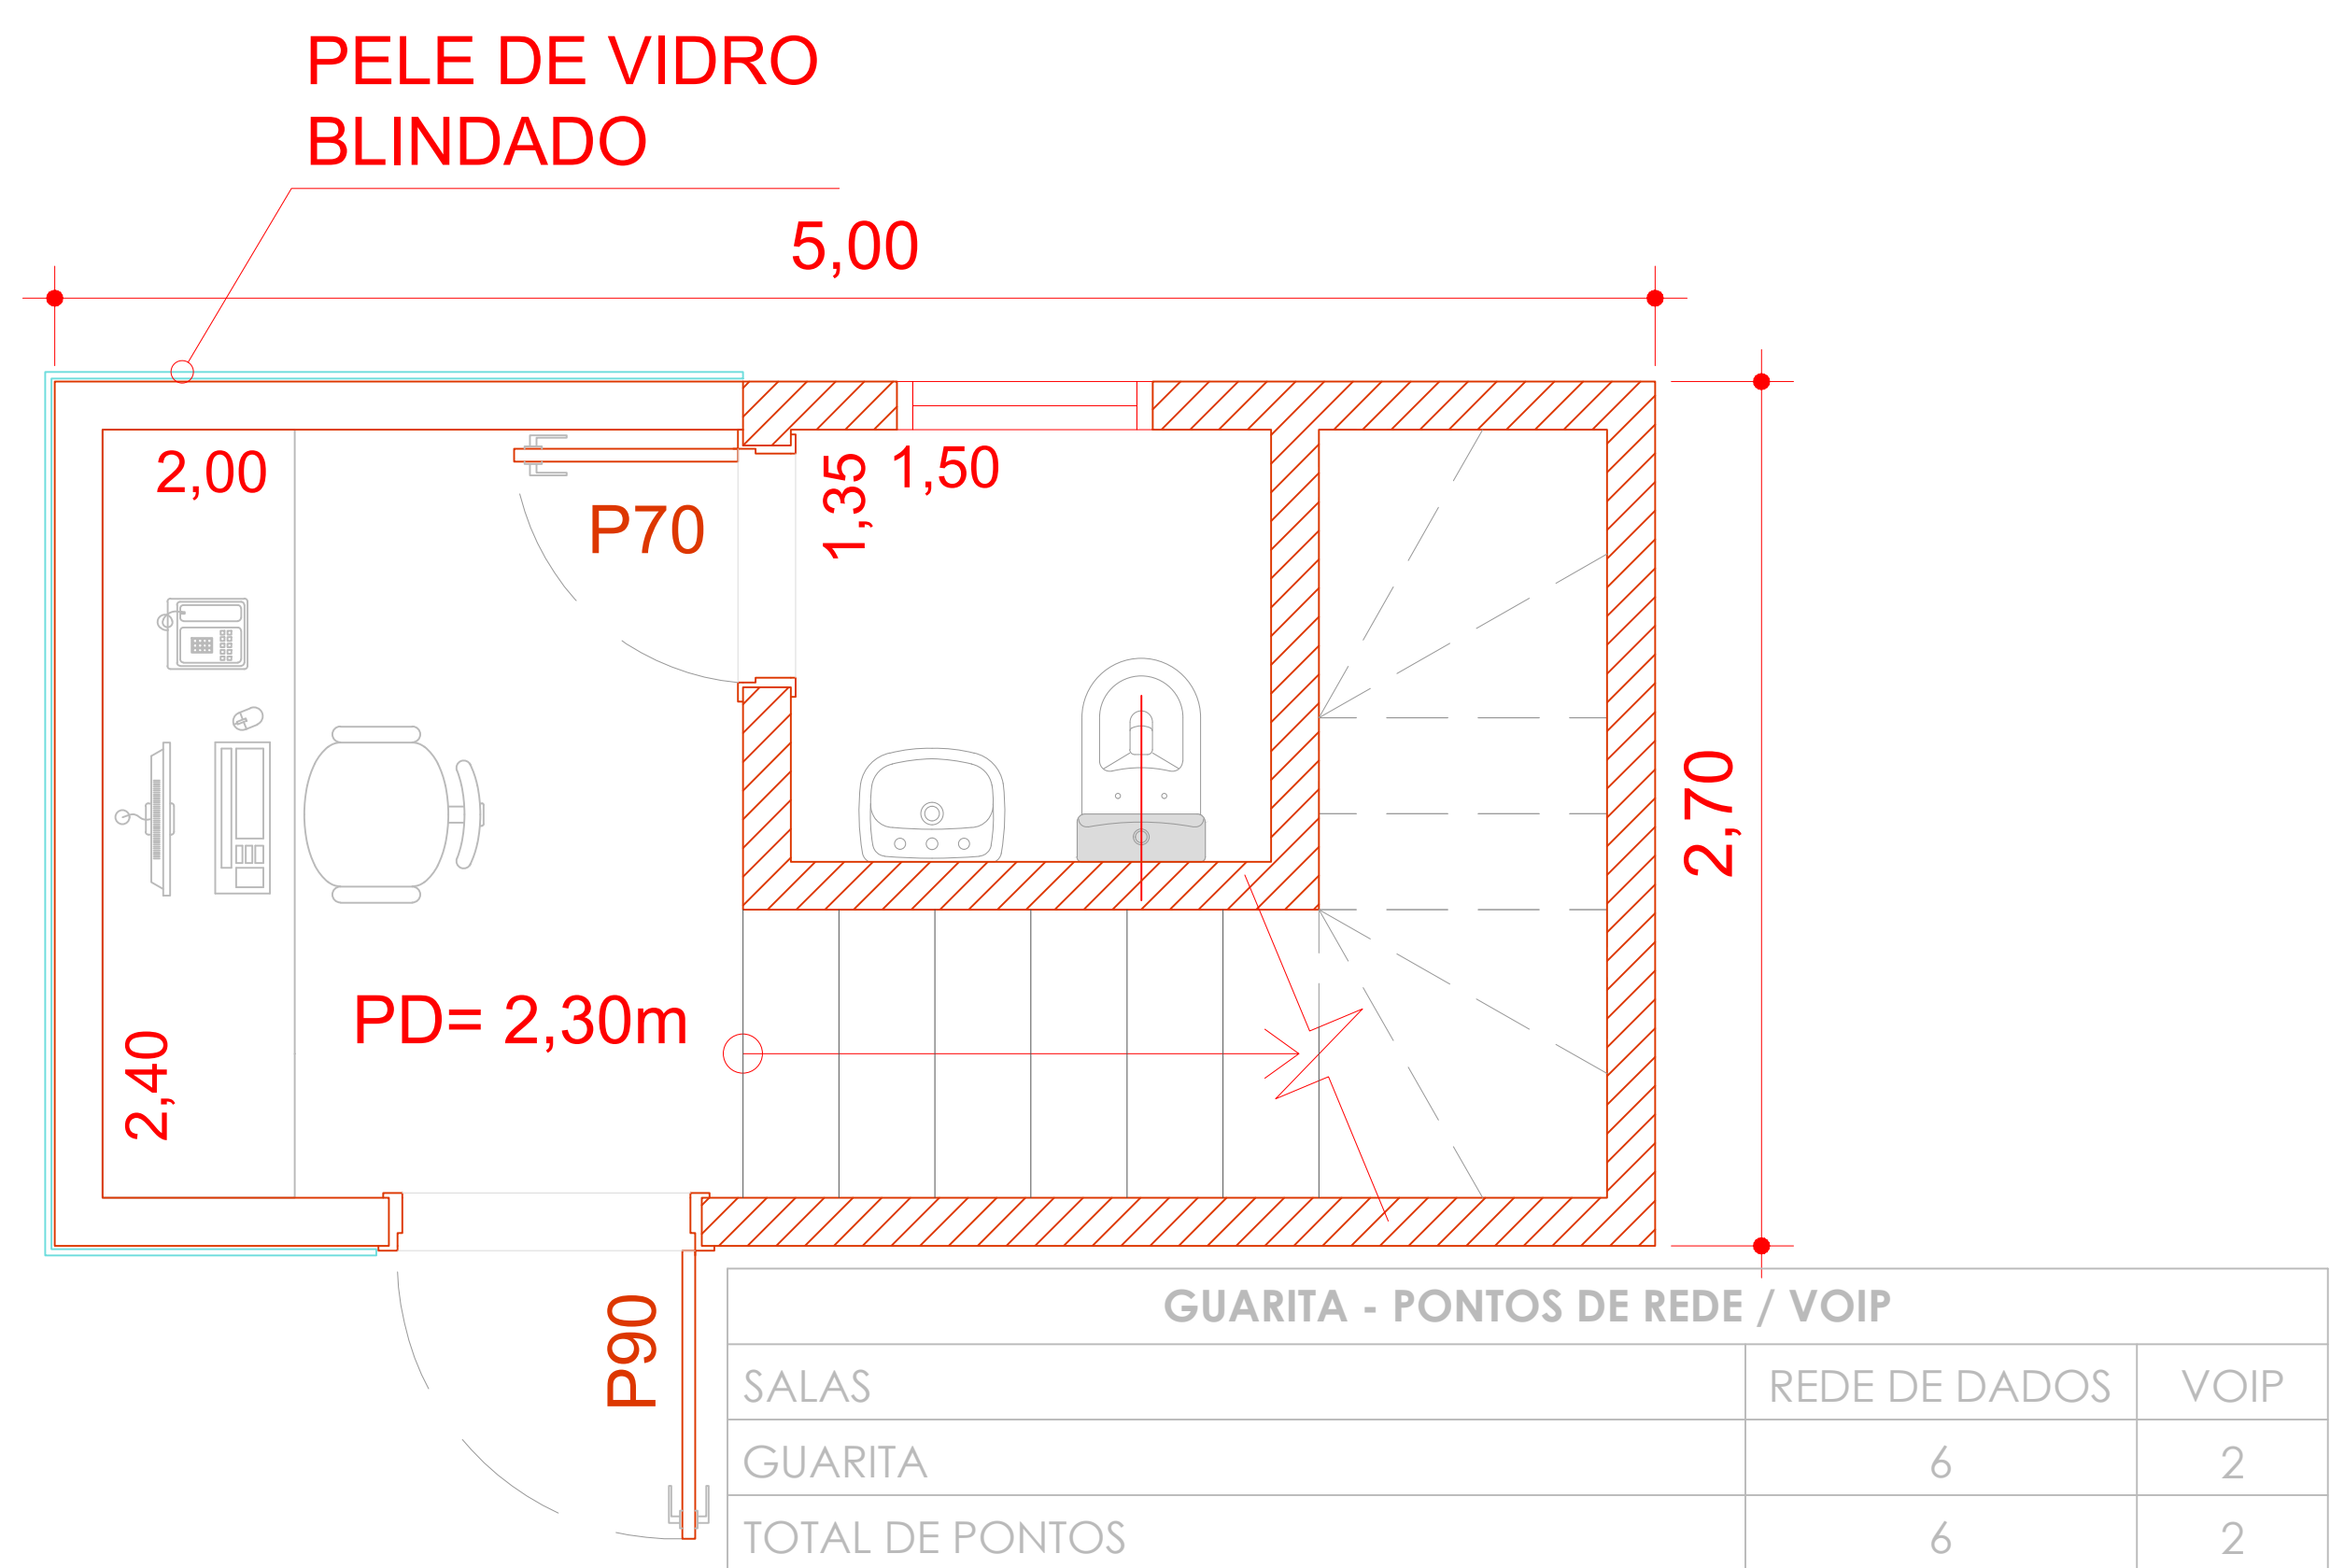 PELE DE VIDRO
BLINDADO
5,00
2,00
1,35
1,50
P70
2,70
PD= 2,30m
2,40
P90
GUARITA - PONTOS DE REDE / VOIP
SALAS REDE DE DADOS VOIP
GUARITA 6 2
TOTAL DE PONTOS 6 2